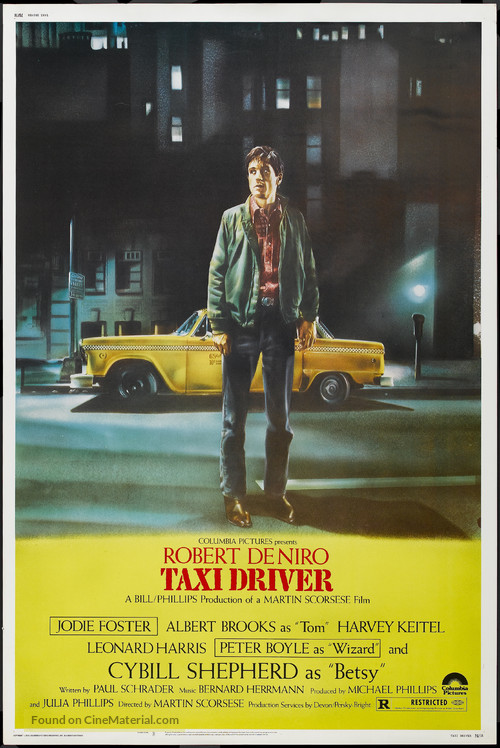 COLUMBIA PICTURES presents
ROBERT DE NIRO
TAXI DRIVER
A BILL/PHILLIPS Production of a MARTIN SCORSESE Film
JODIE FOSTER ALBERT BROOKS as "Tom" HARVEY KEITEL
LEONARD HARRIS PETER BOYLE as "Wizard" and
CYBILL SHEPHERD as "Betsy"
Written by PAUL SCHRADER Music BERNARD HERRMANN Produced by MICHAEL PHILLIPS
and JULIA PHILLIPS Directed by MARTIN SCORSESE Production Services by Devon/Persky-Bright
R RESTRICTED
Columbia Pictures
Found on CineMaterial.com